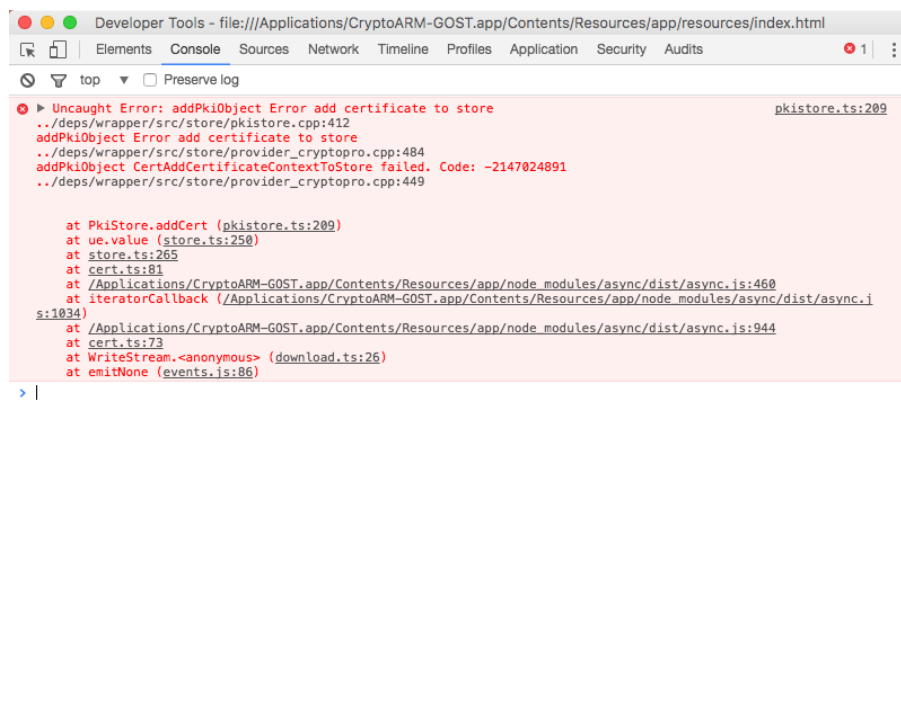 Developer Tools - file:///Applications/CryptoARM-GOST.app/Contents/Resources/app/resources/index.html
Elements Console Sources Network Timeline Profiles Application Security Audits 1
top ▼ Preserve log
Uncaught Error: addPkiObject Error add certificate to store pkistore.ts:209
../deps/wrapper/src/store/pkistore.cpp:412
addPkiObject Error add certificate to store
../deps/wrapper/src/store/provider_cryptopro.cpp:484
addPkiObject CertAddCertificateContextToStore failed. Code: -2147024891
../deps/wrapper/src/store/provider_cryptopro.cpp:449
at PkiStore.addCert (pkistore.ts:209)
at ue.value (store.ts:250)
at store.ts:265
at cert.ts:81
at /Applications/CryptoARM-GOST.app/Contents/Resources/app/node_modules/async/dist/async.js:460
at iteratorCallback (/Applications/CryptoARM-GOST.app/Contents/Resources/app/node_modules/async/dist/async.j
s:1034)
at /Applications/CryptoARM-GOST.app/Contents/Resources/app/node_modules/async/dist/async.js:944
at cert.ts:73
at WriteStream.<anonymous> (download.ts:26)
at emitNone (events.js:86)
>